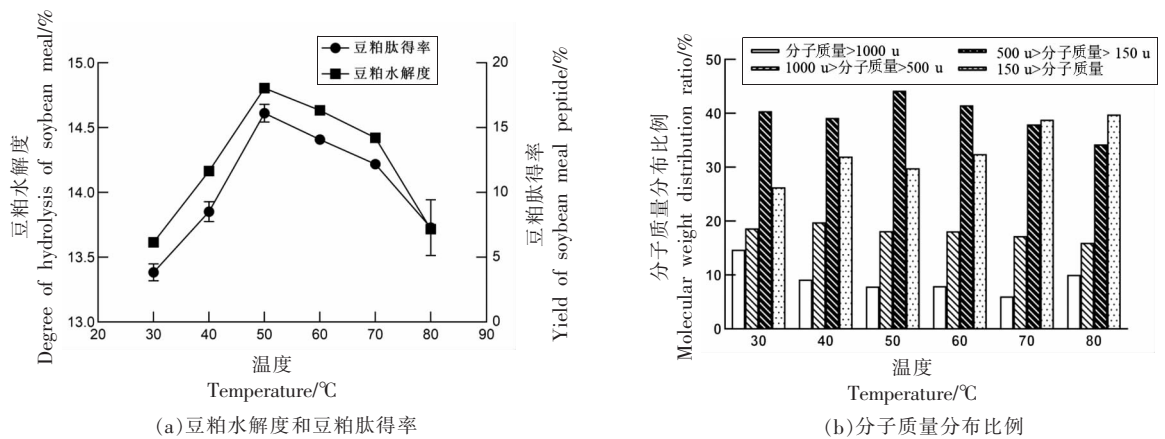 豆粕水解度
Degree of hydrolysis of soybean meal/%
15.0
14.5
14.0
13.5
13.0
豆粕肽得率
豆粕水解度
20
15
10
5
0
豆粕肽得率
Yield of soybean meal peptide/%
20 30 40 50 60 70 80 90
温度
Temperature/℃
(a)豆粕水解度和豆粕肽得率
分子质量分布比例
Molecular weight distribution ratio/%
50
40
30
20
10
0
分子质量>1000 u
500 u>分子质量> 150 u
1000 u>分子质量>500 u
150 u>分子质量
30 40 50 60 70 80
温度
Temperature/℃
(b)分子质量分布比例